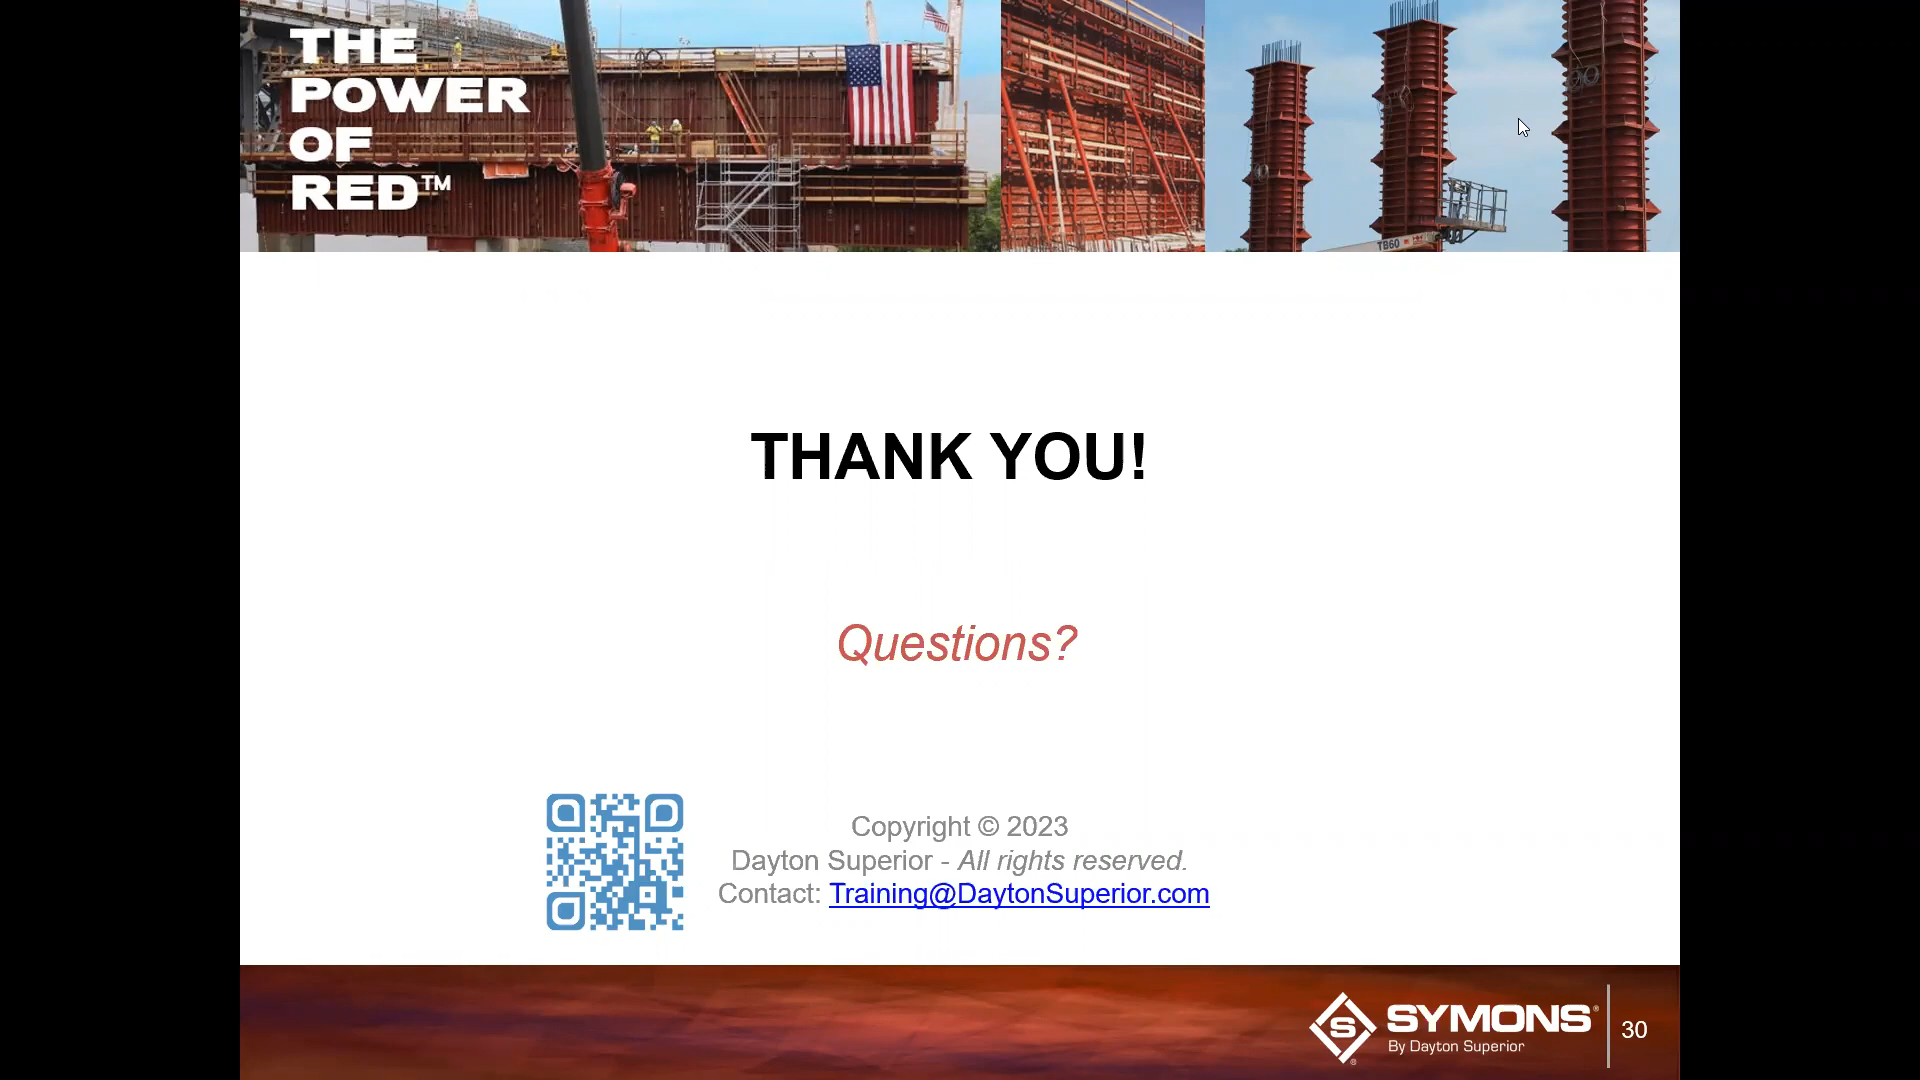 THE
POWER
OF
RED™
TB60
THANK YOU!
Questions?
Copyright © 2023
Dayton Superior - All rights reserved.
Contact: Training@DaytonSuperior.com
S
SYMONS®
By Dayton Superior
30